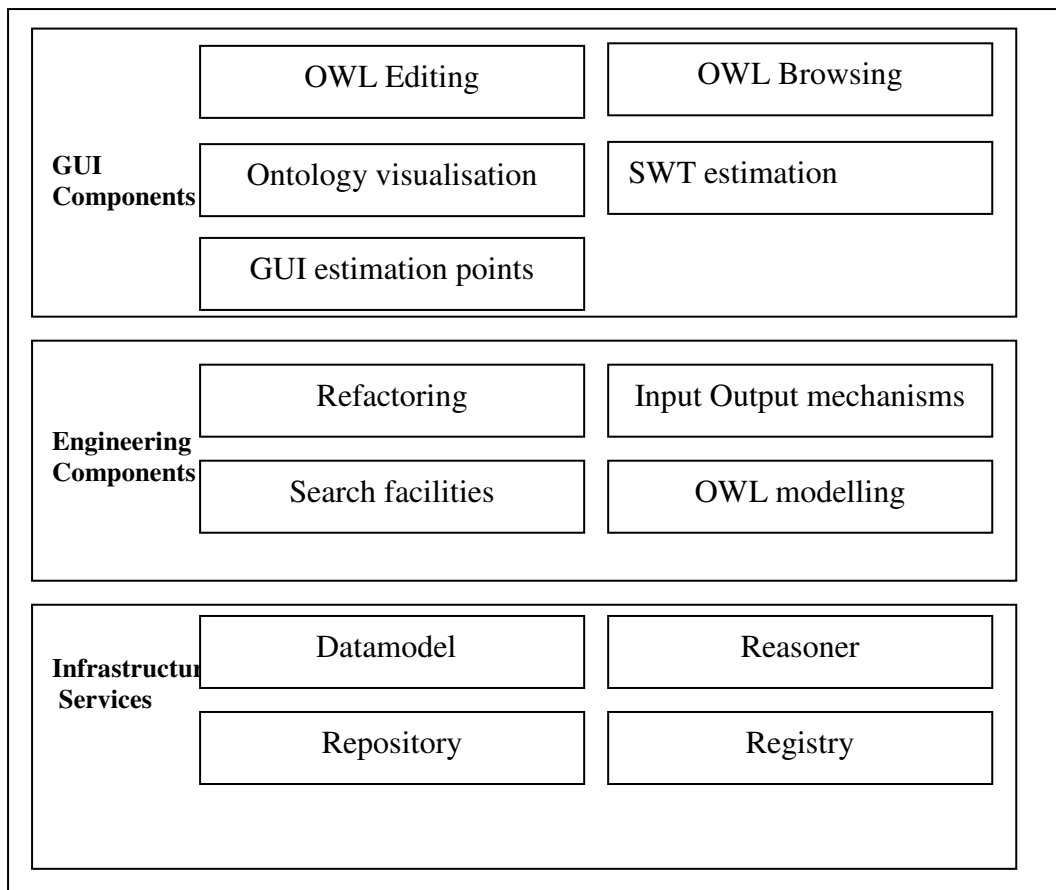 OWL Editing
OWL Browsing
GUI
Components
Ontology visualisation
SWT estimation
GUI estimation points
Refactoring
Input Output mechanisms
Engineering
Components
Search facilities
OWL modelling
Datamodel
Reasoner
Infrastructur
Services
Repository
Registry